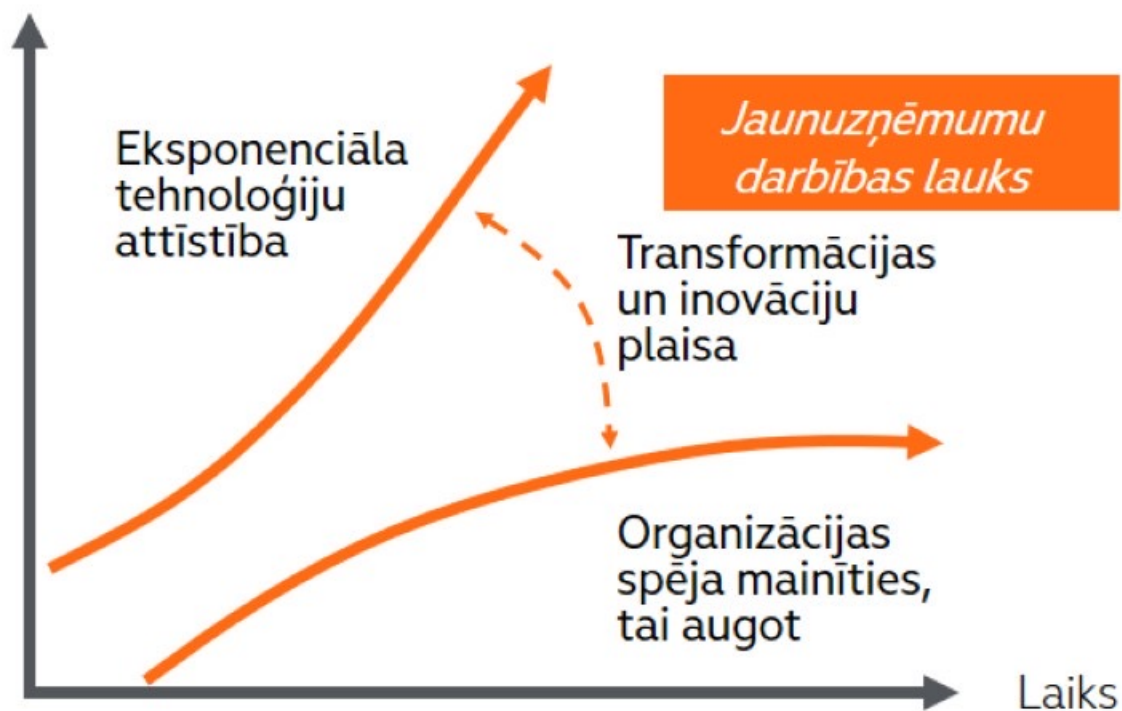 Jaunuzņēmumu
darbības lauks
Eksponenciāla
tehnoloģiju
attīstība
Transformācijas
un inovāciju
plaisa
Organizācijas
spēja mainīties,
tai augot
Laiks